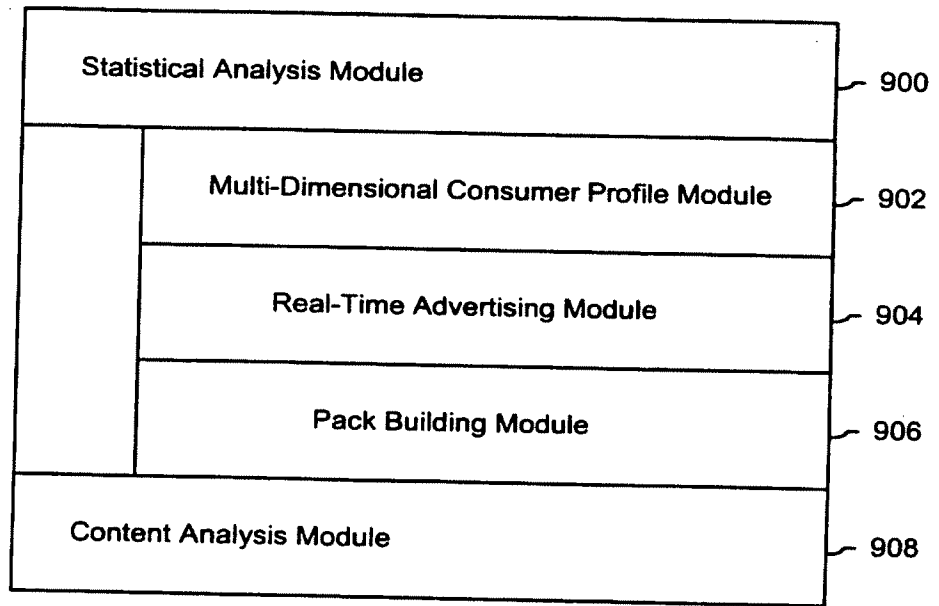 Statistical Analysis Module 900
Multi-Dimensional Consumer Profile Module 902
Real-Time Advertising Module 904
Pack Building Module 906
Content Analysis Module 908